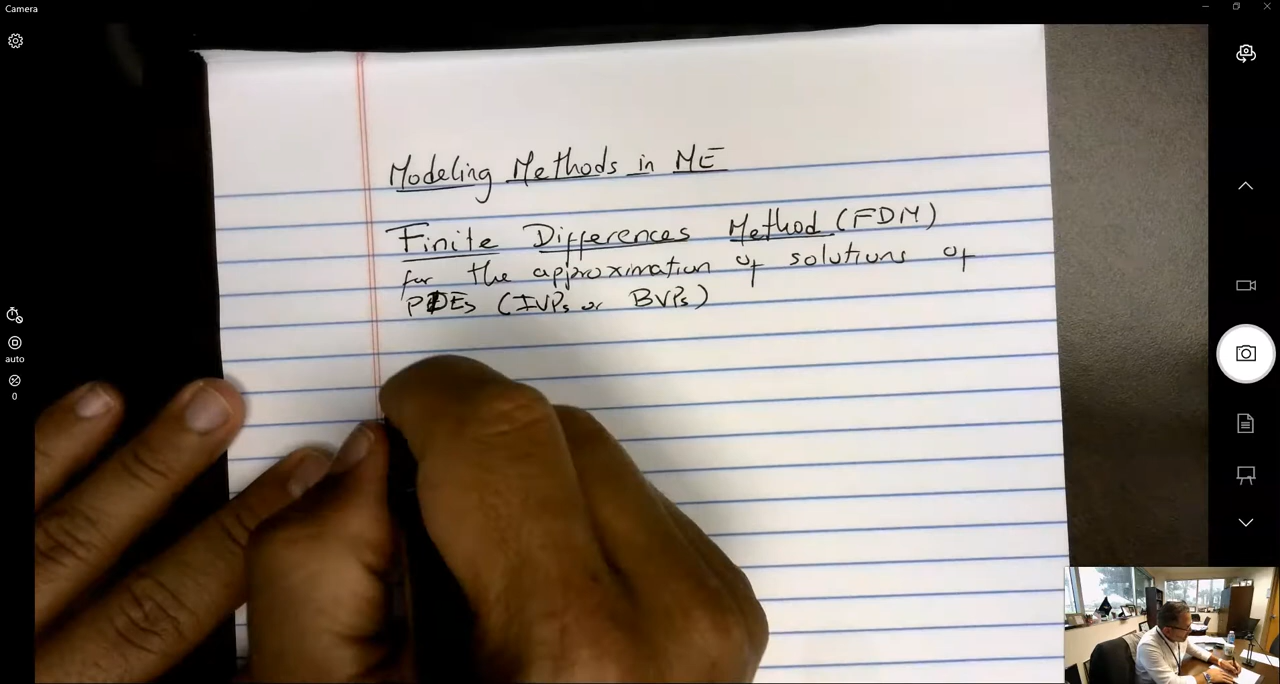 Camera
Modeling Methods in ME
Finite Differences Method (FDM)
for the approximation of solutions of
PDEs (IVPs or BVPs)
auto
0